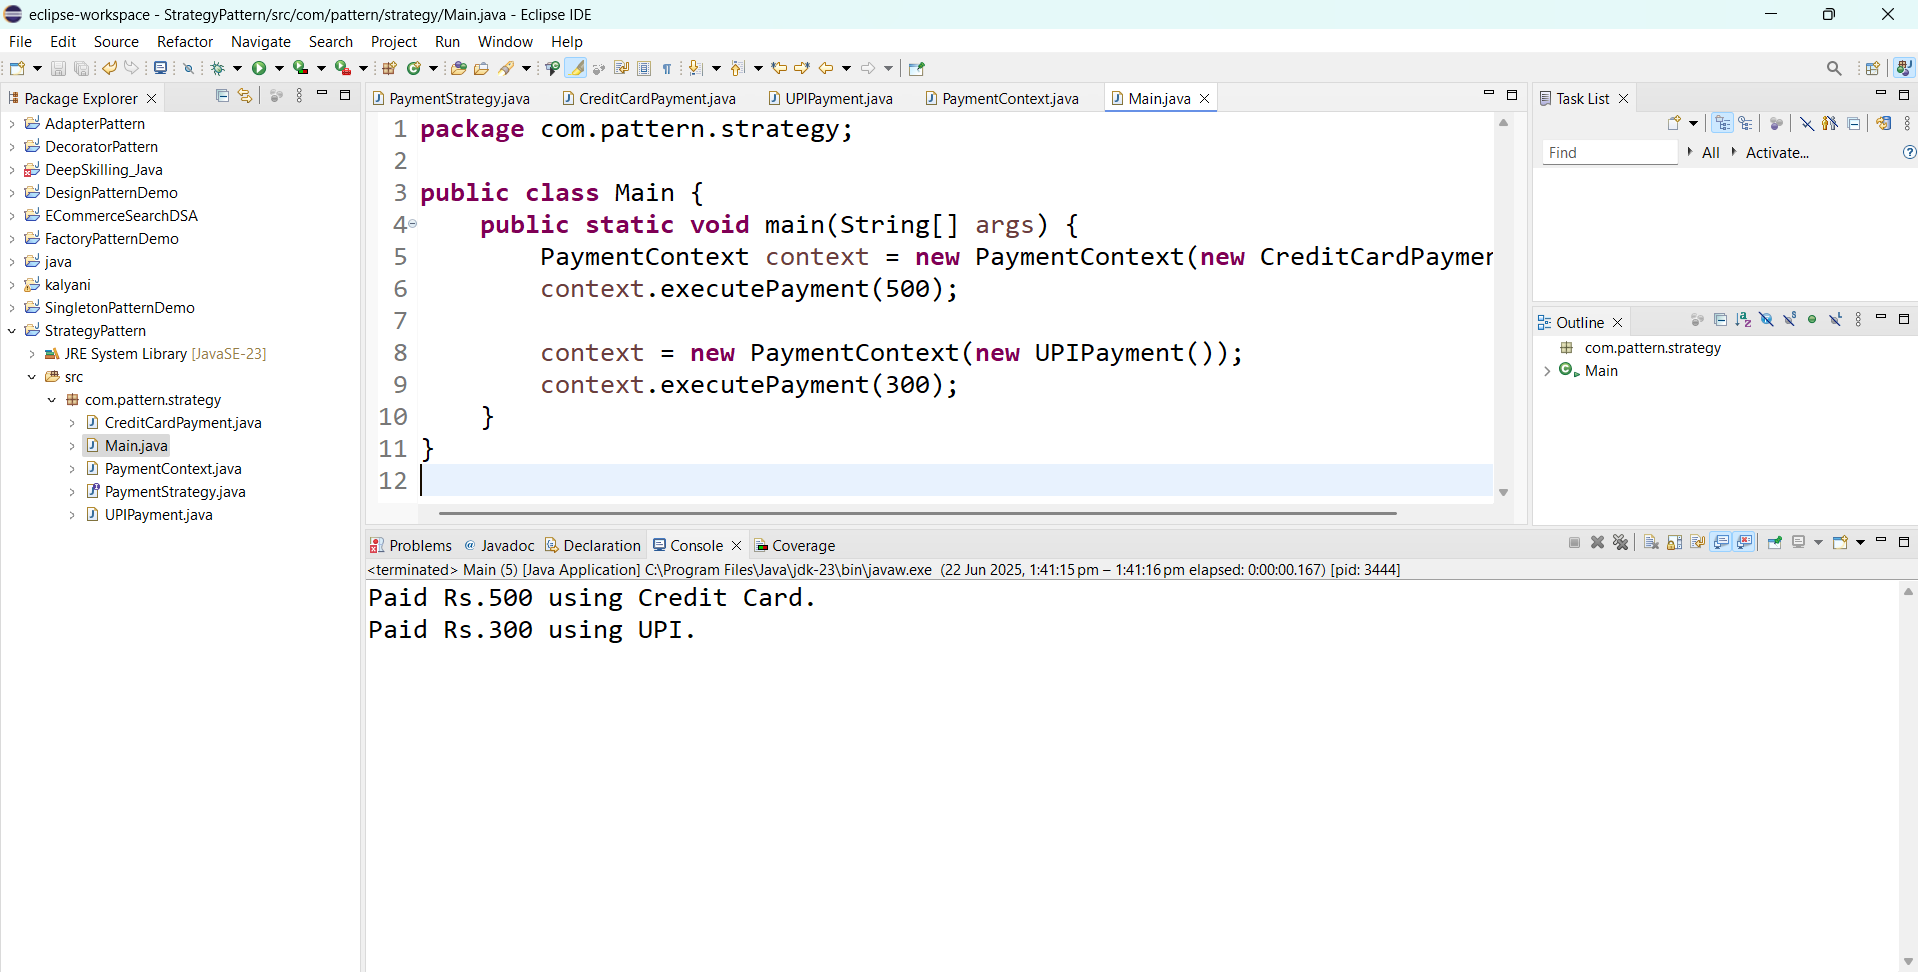 eclipse-workspace - StrategyPattern/src/com/pattern/strategy/Main.java - Eclipse IDE
File Edit Source Refactor Navigate Search Project Run Window Help
Package Explorer
AdapterPattern
DecoratorPattern
DeepSkilling_Java
DesignPatternDemo
ECommerceSearchDSA
FactoryPatternDemo
java
kalyani
SingletonPatternDemo
StrategyPattern
JRE System Library [JavaSE-23]
src
com.pattern.strategy
CreditCardPayment.java
Main.java
PaymentContext.java
PaymentStrategy.java
UPIPayment.java
PaymentStrategy.java CreditCardPayment.java UPIPayment.java PaymentContext.java Main.java
1 package com.pattern.strategy;
2
3 public class Main {
4 public static void main(String[] args) {
5 PaymentContext context = new PaymentContext(new CreditCardPaymer
6 context.executePayment(500);
7
8 context = new PaymentContext(new UPIPayment());
9 context.executePayment(300);
10 }
11 }
12
Task List
Find All Activate...
Outline
com.pattern.strategy
Main
Problems @ Javadoc Declaration Console Coverage
<terminated> Main (5) [Java Application] C:\Program Files\Java\jdk-23\bin\javaw.exe (22 Jun 2025, 1:41:15 pm – 1:41:16 pm elapsed: 0:00:00.167) [pid: 3444]
Paid Rs.500 using Credit Card.
Paid Rs.300 using UPI.